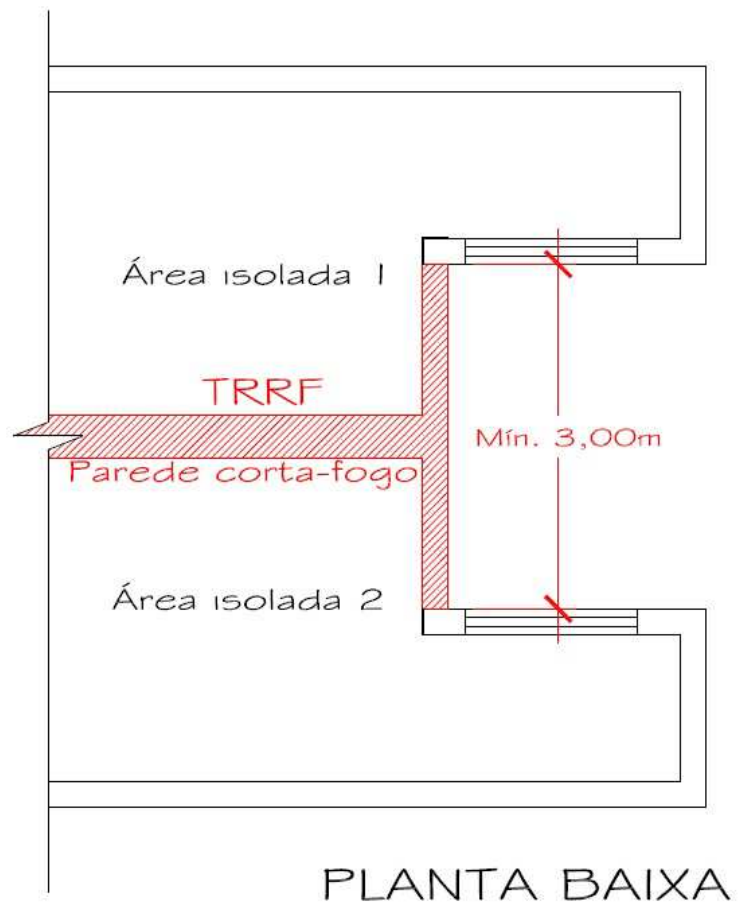 Área isolada 1
TRRF
Mín. 3,00m
Parede corta-fogo
Área isolada 2
PLANTA BAIXA